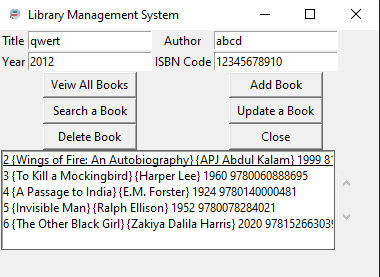 Library Management System
Title qwert Author abcd
Year 2012 ISBN Code 12345678910
Veiw All Books Add Book
Search a Book Update a Book
Delete Book Close
2 {Wings of Fire: An Autobiography} {APJ Abdul Kalam} 1999 81
3 {To Kill a Mockingbird} {Harper Lee} 1960 9780060888695
4 {A Passage to India} {E.M. Forster} 1924 9780140000481
5 {Invisible Man} {Ralph Ellison} 1952 9780078284021
6 {The Other Black Girl} {Zakiya Dalila Harris} 2020 97815266303